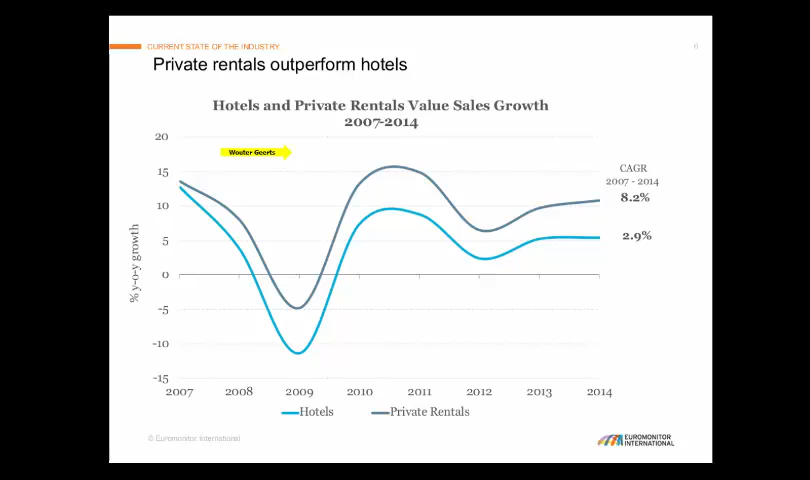 CURRENT STATE OF THE INDUSTRY
6
Private rentals outperform hotels
Hotels and Private Rentals Value Sales Growth
2007-2014
Wouter Geerts
% y-o-y growth
20
15
10
5
0
-5
-10
-15
2007 2008 2009 2010 2011 2012 2013 2014
CAGR
2007 - 2014
8.2%
2.9%
Hotels Private Rentals
© Euromonitor International
EUROMONITOR
INTERNATIONAL